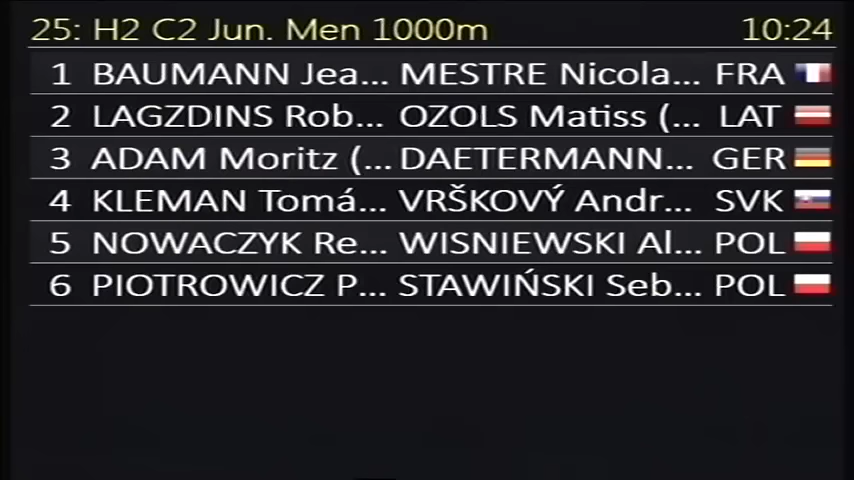 25: H2 C2 Jun. Men 1000m 10:24
1 BAUMANN Jea... MESTRE Nicola... FRA
2 LAGZDINS Rob... OZOLS Matiss (... LAT
3 ADAM Moritz (... DAETERMANN... GER
4 KLEMAN Tomá... VRŠKOVÝ Andr... SVK
5 NOWACZYK Re... WISNIEWSKI Al... POL
6 PIOTROWICZ P... STAWIŃSKI Seb... POL